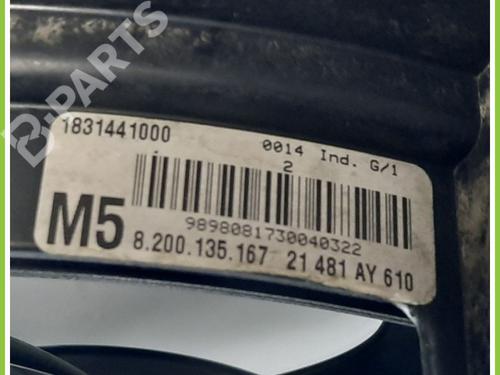 B-PARTS
1831441000
0014 Ind. G/1
2
9898081730040322
M5
8.200.135.167 21 481 AY 610